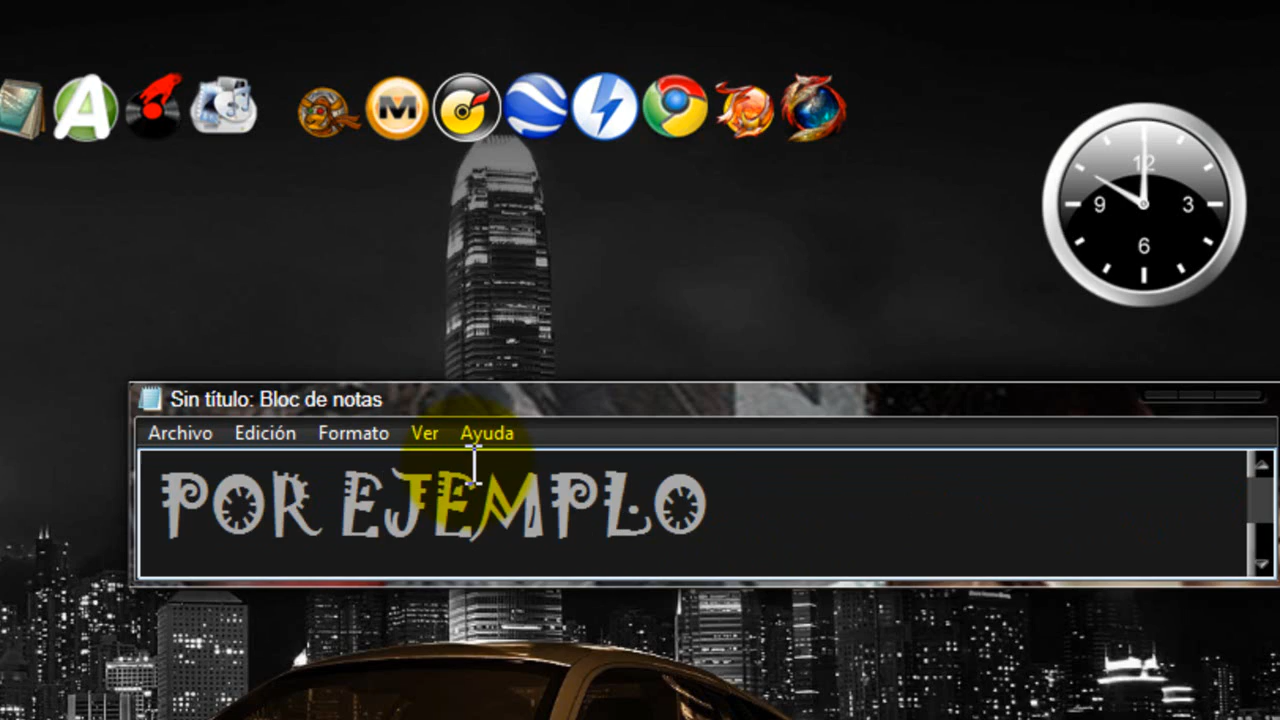 12
9 3
6
Sin título: Bloc de notas
Archivo Edición Formato Ver Ayuda
POR EJEMPLO